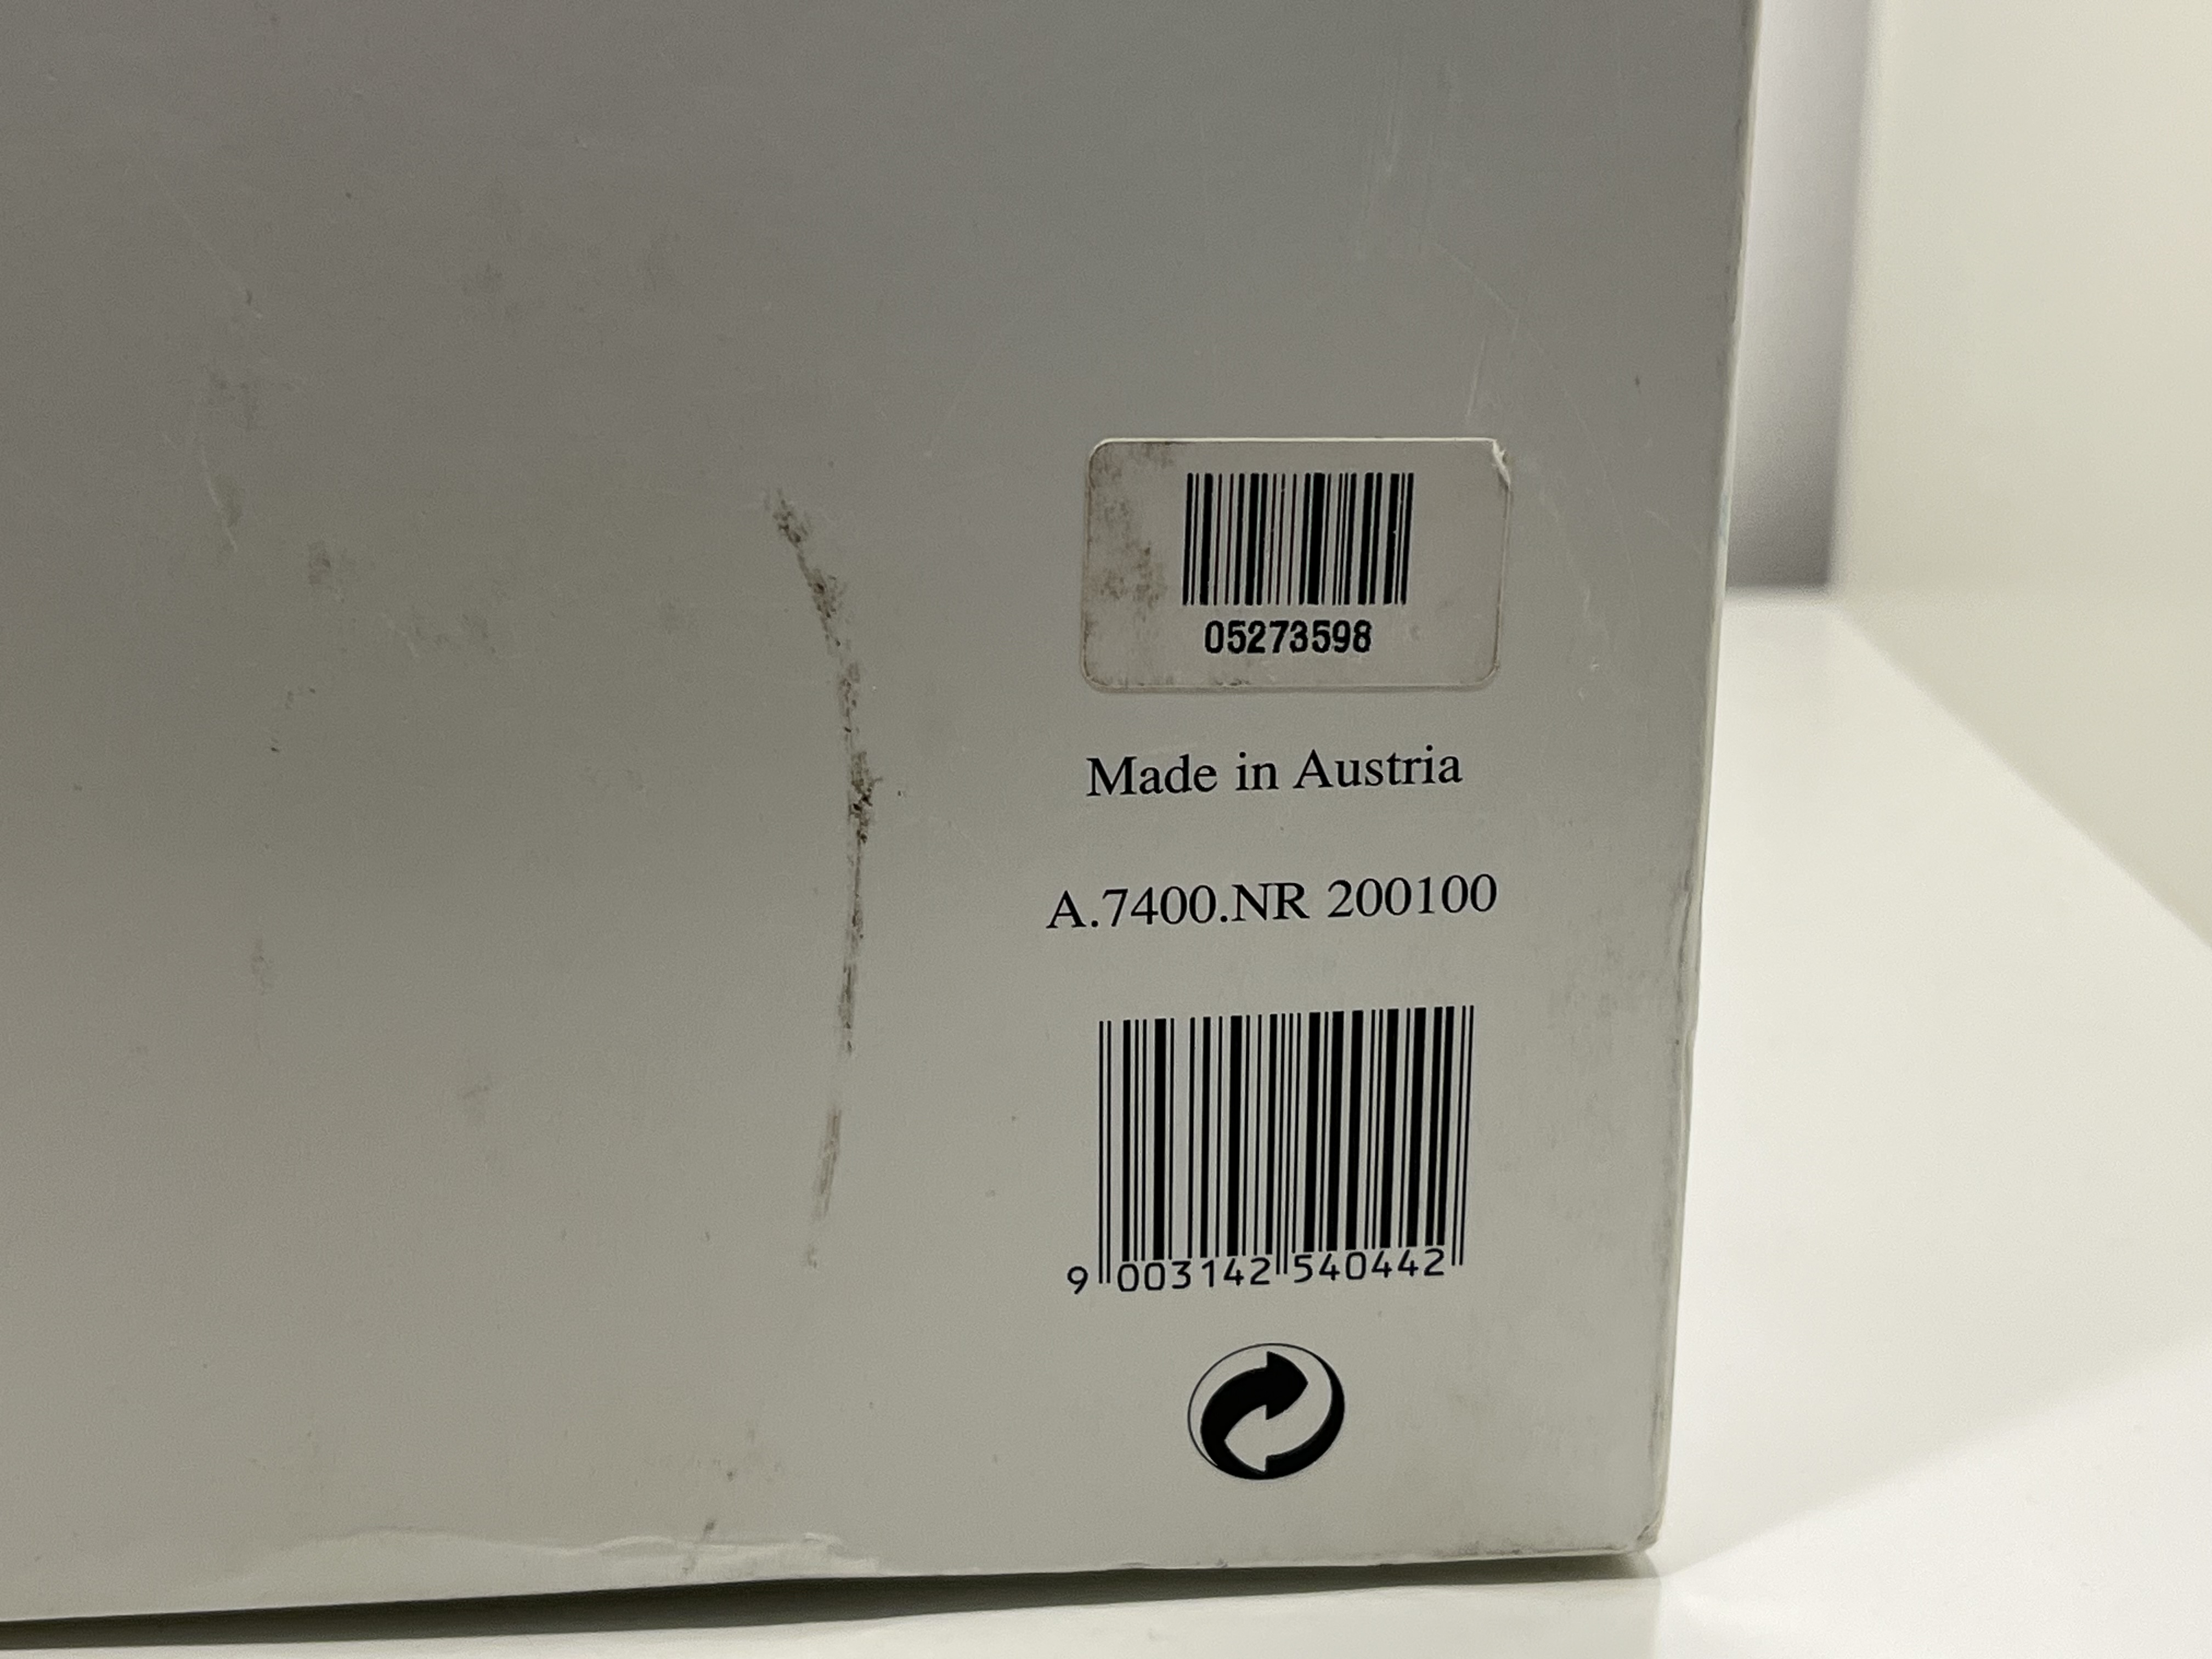 05273598
Made in Austria
A.7400.NR 200100
9 003142 540442